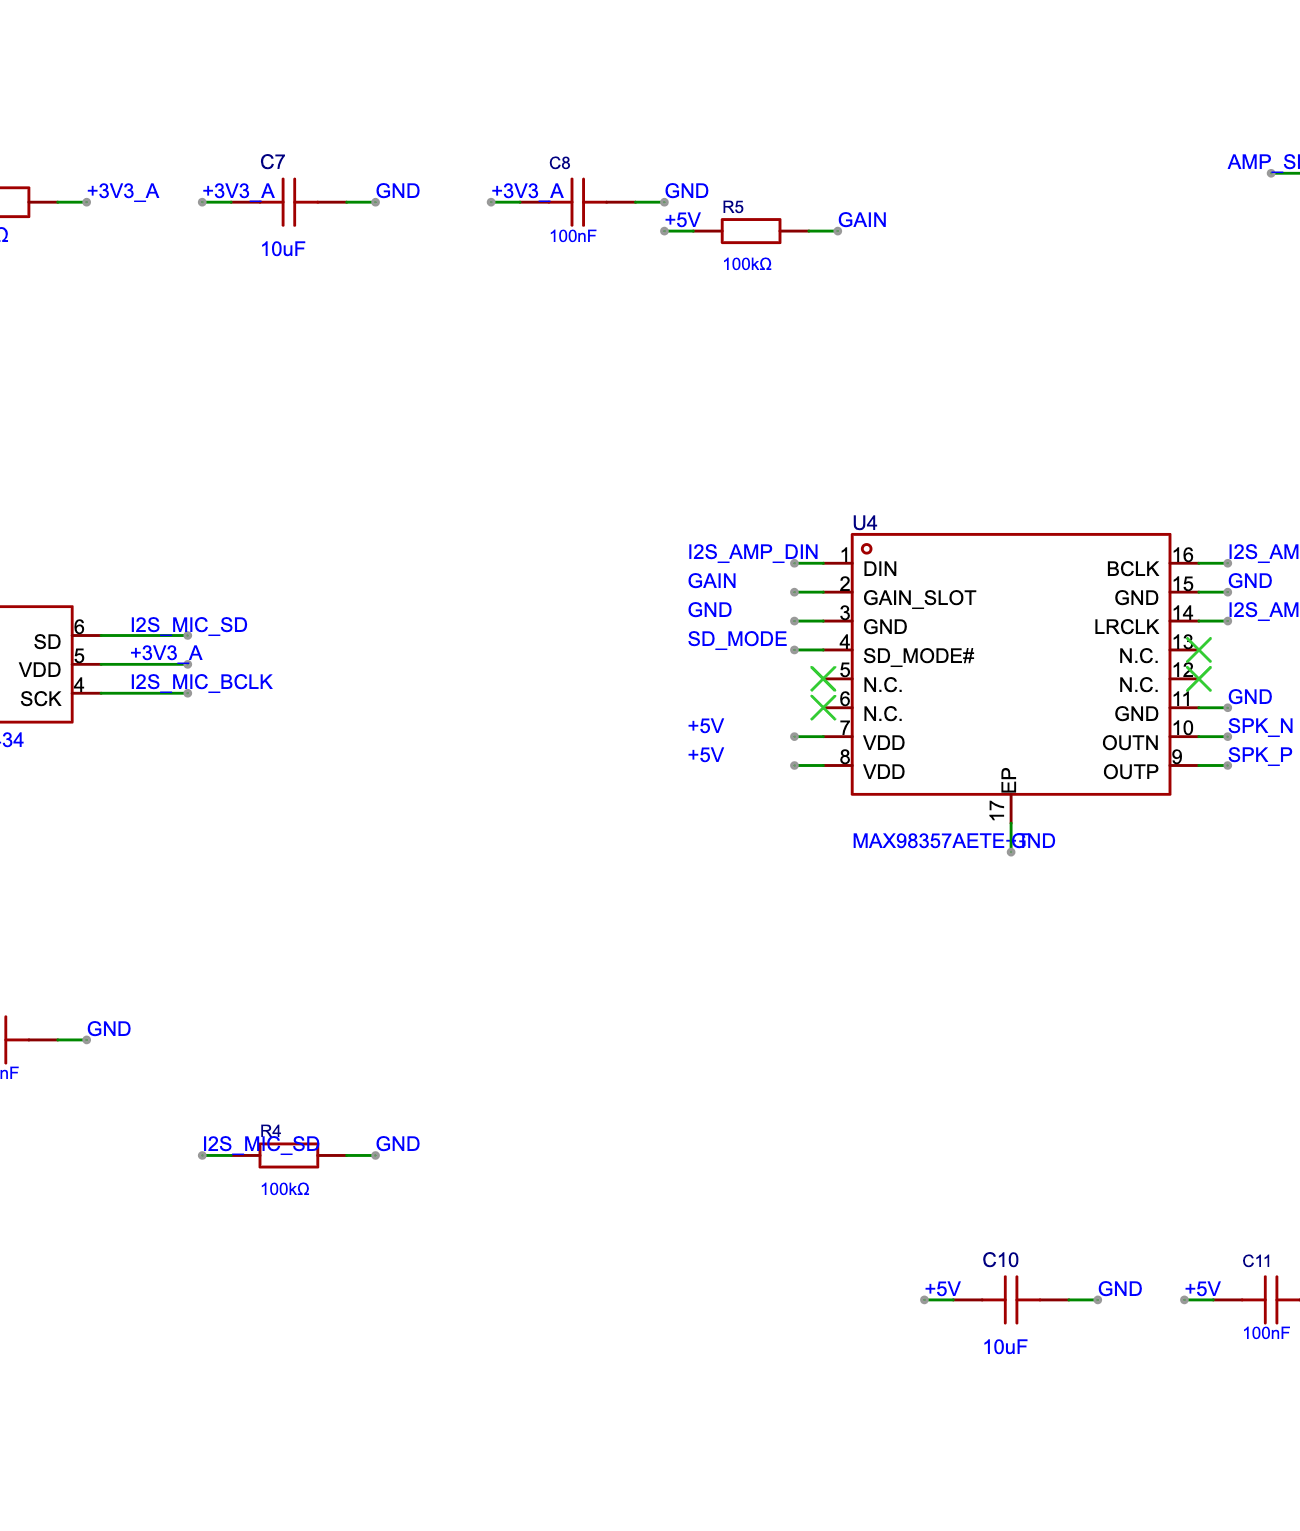 C7
C8
AMP_S
+3V3_A
+3V3_A
GND
+3V3_A
GND
R5
+5V
GAIN
Ω
10uF
100nF
100kΩ
U4
I2S_AMP_DIN
1
DIN
GAIN
2
GAIN_SLOT
GND
3
GND
SD_MODE
4
SD_MODE#
5
N.C.
6
N.C.
+5V
7
VDD
+5V
8
VDD
16
I2S_AM
BCLK
15
GND
GND
14
I2S_AM
LRCLK
13
N.C.
12
N.C.
11
GND
GND
10
SPK_N
OUTN
9
SPK_P
OUTP
EP
17
MAX98357AETE+T
GND
6
I2S_MIC_SD
SD
5
+3V3_A
VDD
4
I2S_MIC_BCLK
SCK
34
GND
nF
R4
I2S_MIC_SD
GND
100kΩ
C10
C11
+5V
GND
+5V
100nF
10uF